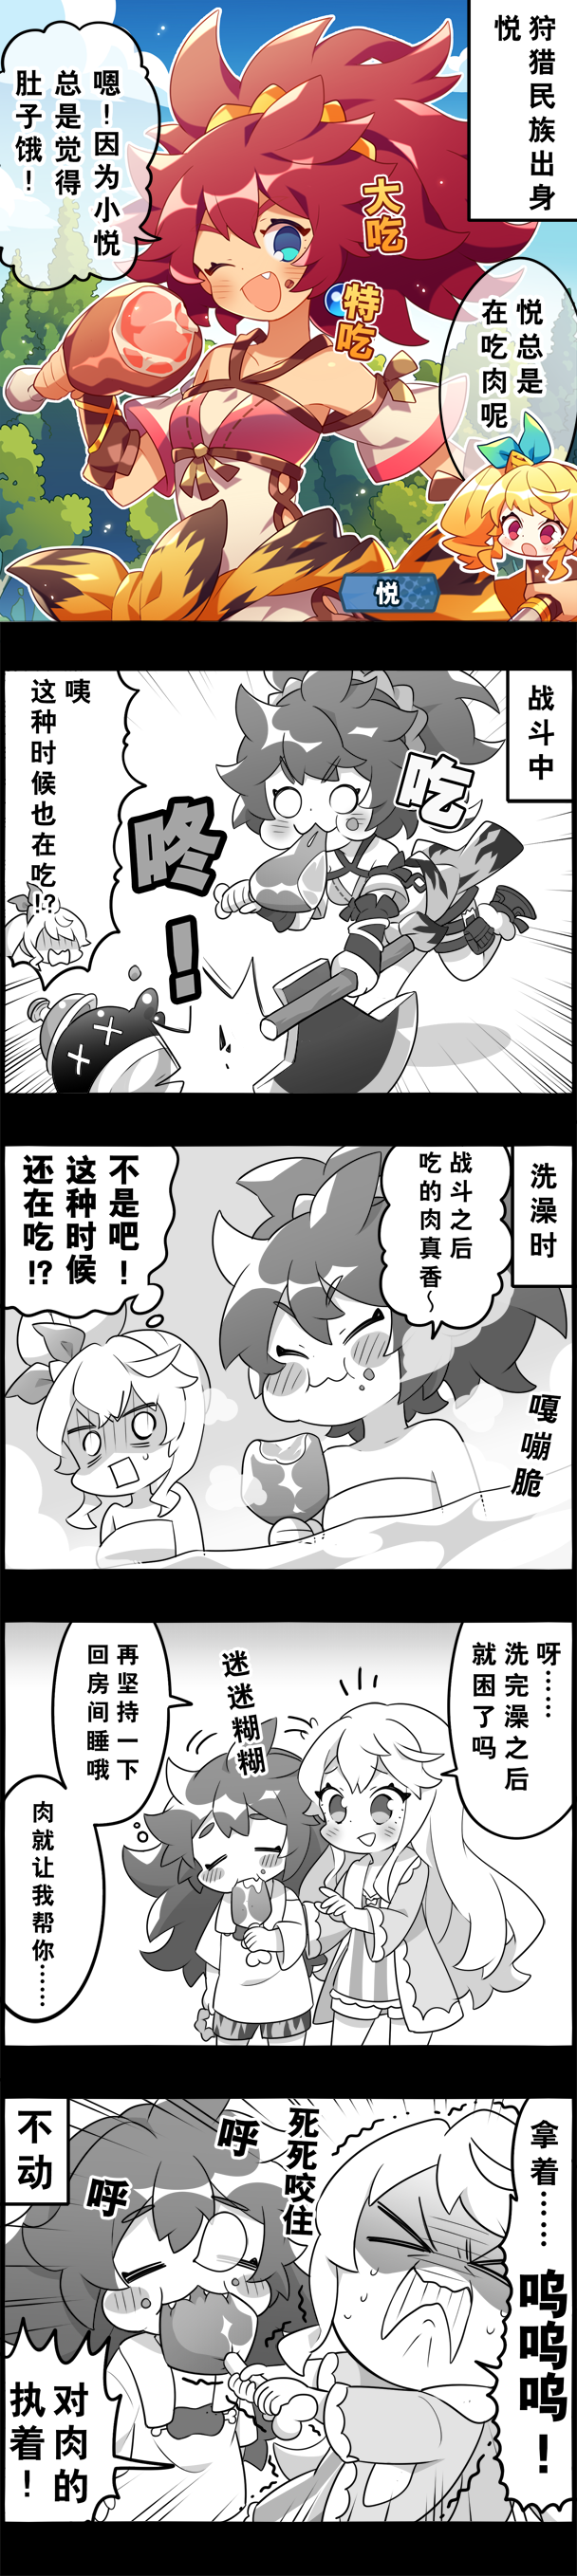 狩猎民族出身
悦
悦总是
在吃肉呢
嗯！因为小悦
总是觉得
肚子饿！
大吃
特吃
悦
战斗中
吃
咚！
咦
这种时候也在吃!?
洗澡时
战斗之后
吃的肉真香～
不是吧！
这种时候
还在吃!?
嘎嘣脆
呀……
洗完澡之后
就困了吗
迷迷糊糊
再坚持一下
回房间睡哦
肉就让我帮你……
拿着……
呜呜呜！
死死咬住
呼
呼
不动
对肉的
执着！